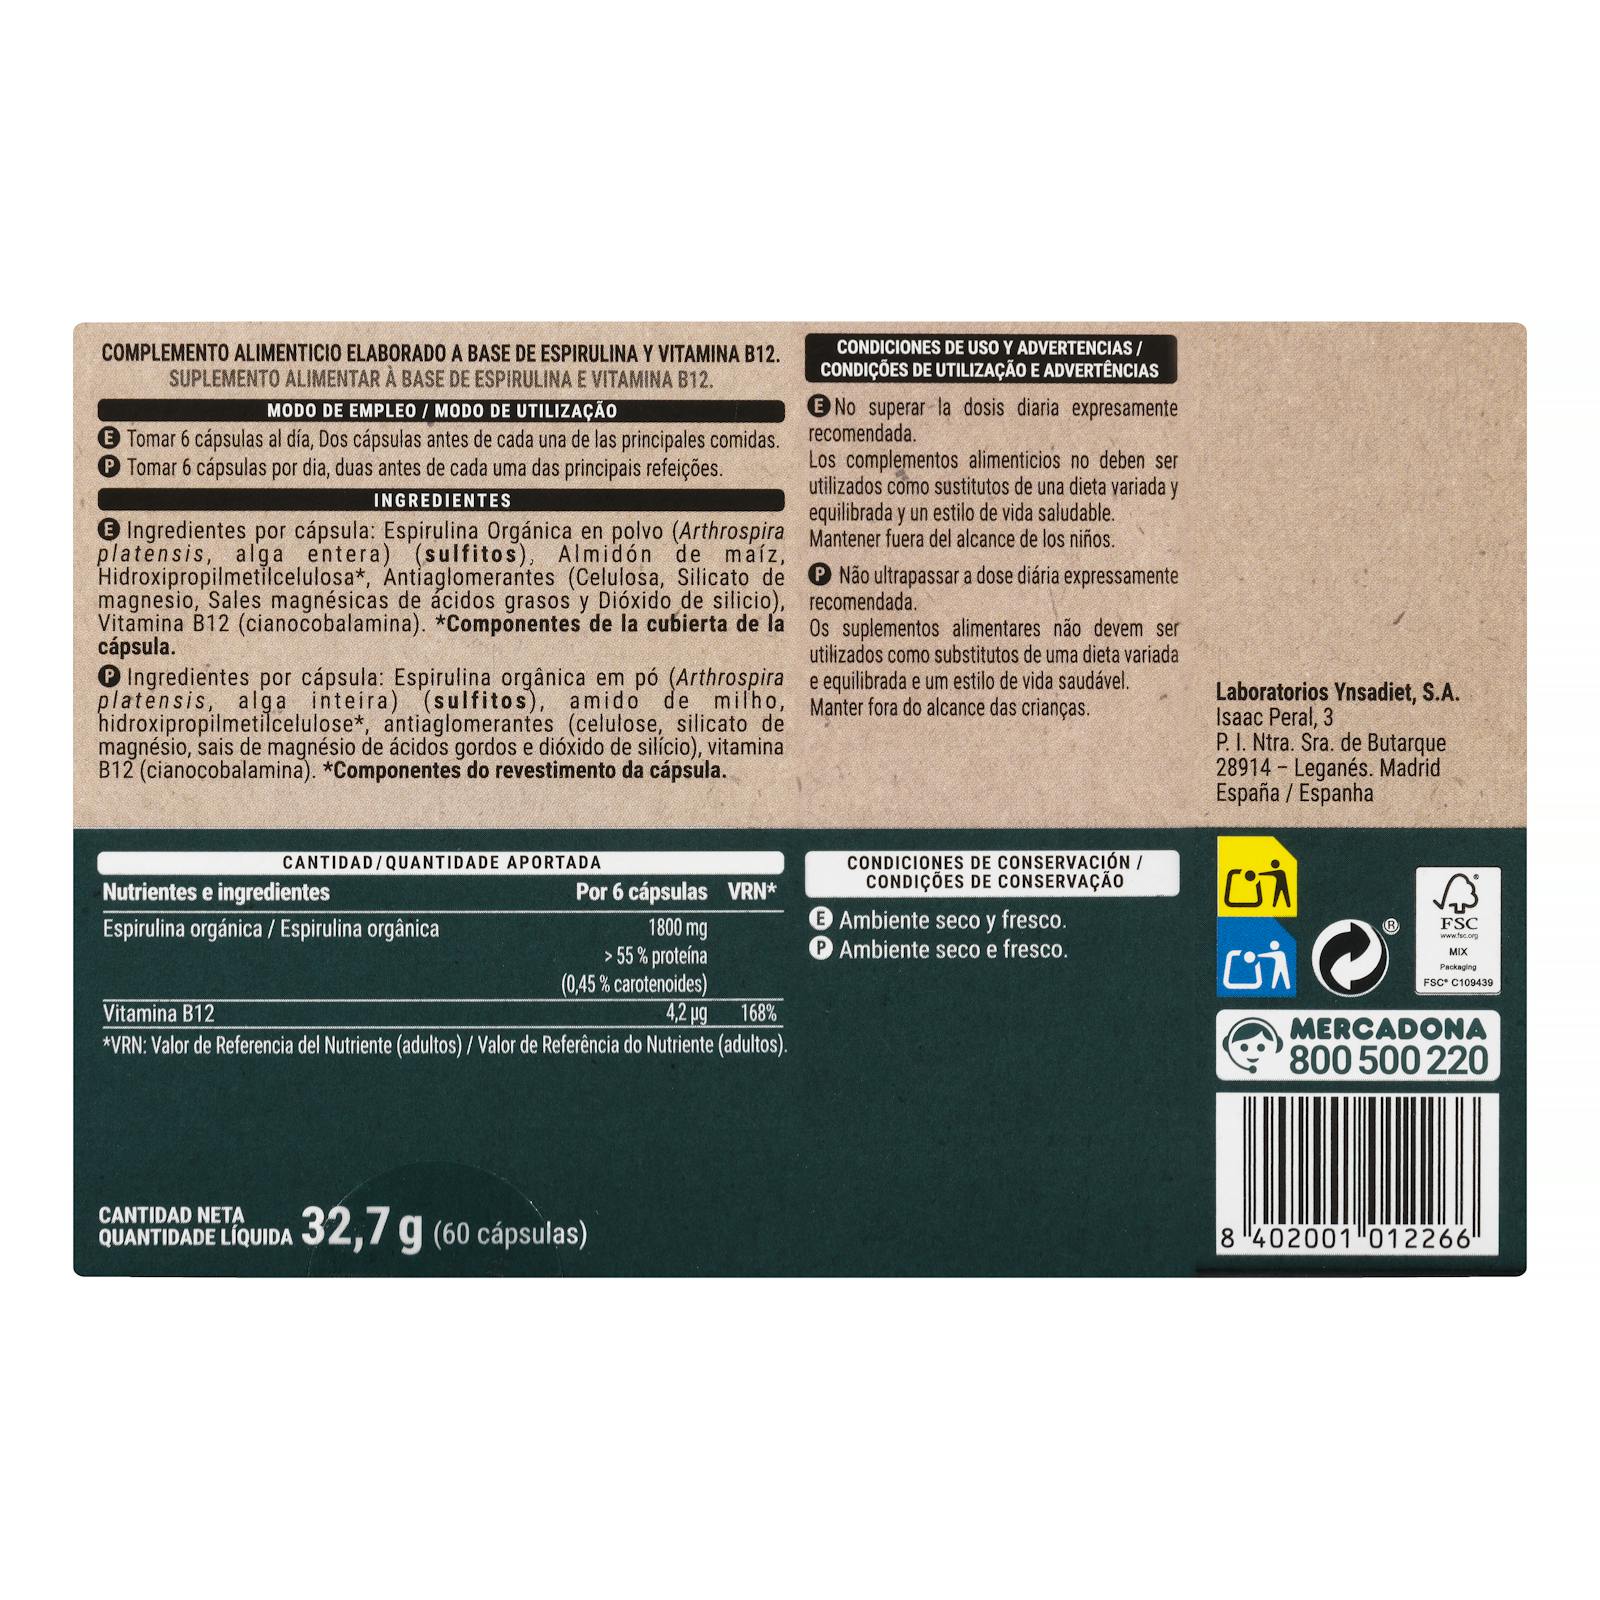 COMPLEMENTO ALIMENTICIO ELABORADO A BASE DE ESPIRULINA Y VITAMINA B12.
SUPLEMENTO ALIMENTAR À BASE DE ESPIRULINA E VITAMINA B12.
MODO DE EMPLEO / MODO DE UTILIZAÇÃO
E Tomar 6 cápsulas al día, Dos cápsulas antes de cada una de las principales comidas.
P Tomar 6 cápsulas por dia, duas antes de cada uma das principais refeições.
INGREDIENTES
E Ingredientes por cápsula: Espirulina Orgánica en polvo (Arthrospira
platensis, alga entera) (sulfitos), Almidón de maíz,
Hidroxipropilmetilcelulosa*, Antiaglomerantes (Celulosa, Silicato de
magnesio, Sales magnésicas de ácidos grasos y Dióxido de silicio),
Vitamina B12 (cianocobalamina). *Componentes de la cubierta de la
cápsula.
P Ingredientes por cápsula: Espirulina orgânica em pó (Arthrospira
platensis, alga inteira) (sulfitos), amido de milho,
hidroxipropilmetilcelulose*, antiaglomerantes (celulose, silicato de
magnésio, sais de magnésio de ácidos gordos e dióxido de silício), vitamina
B12 (cianocobalamina). *Componentes do revestimento da cápsula.
CONDICIONES DE USO Y ADVERTENCIAS /
CONDIÇÕES DE UTILIZAÇÃO E ADVERTÊNCIAS
E No superar la dosis diaria expresamente
recomendada.
Los complementos alimenticios no deben ser
utilizados como sustitutos de una dieta variada y
equilibrada y un estilo de vida saludable.
Mantener fuera del alcance de los niños.
P Não ultrapassar a dose diária expressamente
recomendada.
Os suplementos alimentares não devem ser
utilizados como substitutos de uma dieta variada
e equilibrada e um estilo de vida saudável.
Manter fora do alcance das crianças.
Laboratorios Ynsadiet, S.A.
Isaac Peral, 3
P. I. Ntra. Sra. de Butarque
28914 – Leganés. Madrid
España / Espanha
CANTIDAD/QUANTIDADE APORTADA
Nutrientes e ingredientes Por 6 cápsulas VRN*
Espirulina orgánica / Espirulina orgânica 1800 mg
> 55 % proteína
(0,45 % carotenoides)
Vitamina B12 4,2 µg 168%
*VRN: Valor de Referencia del Nutriente (adultos) / Valor de Referência do Nutriente (adultos).
CANTIDAD NETA
QUANTIDADE LÍQUIDA 32,7 g (60 cápsulas)
CONDICIONES DE CONSERVACIÓN /
CONDIÇÕES DE CONSERVAÇÃO
E Ambiente seco y fresco.
P Ambiente seco e fresco.
®
FSC
www.fsc.org
MIX
Packaging
FSC® C109439
MERCADONA
800 500 220
8 402001 012266